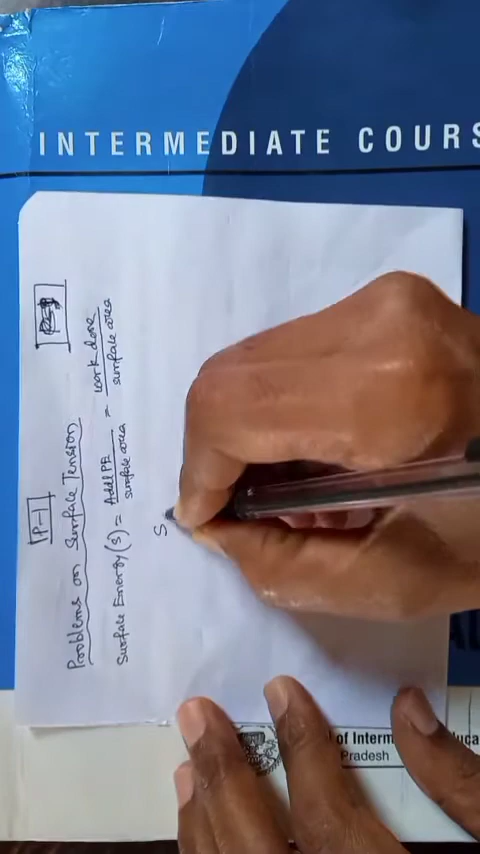 INTERMEDIATE COURS
P-1
Problems on Surface Tension
Surface Energy (S) = Addl PE / surface area = work done / surface area
S
of Interm
Pradesh